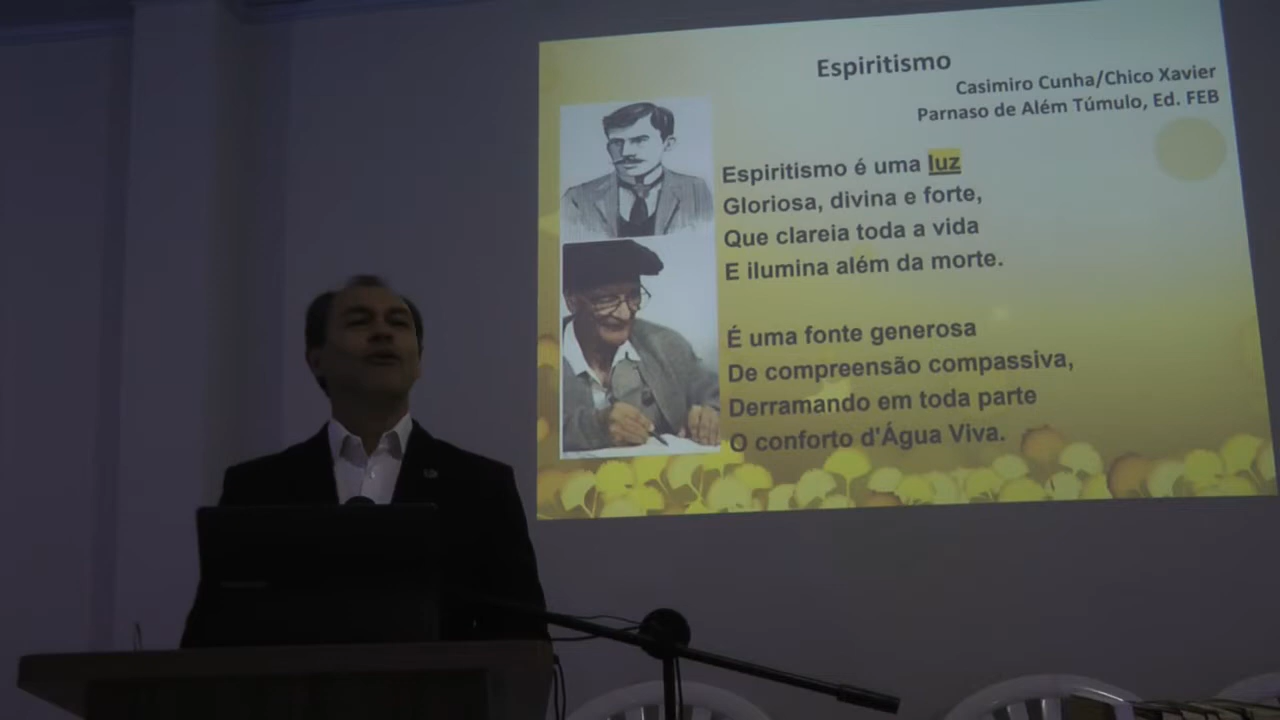 Espiritismo
Casimiro Cunha/Chico Xavier
Parnaso de Além Túmulo, Ed. FEB
Espiritismo é uma luz
Gloriosa, divina e forte,
Que clareia toda a vida
E ilumina além da morte.
É uma fonte generosa
De compreensão compassiva,
Derramando em toda parte
O conforto d'Água Viva.